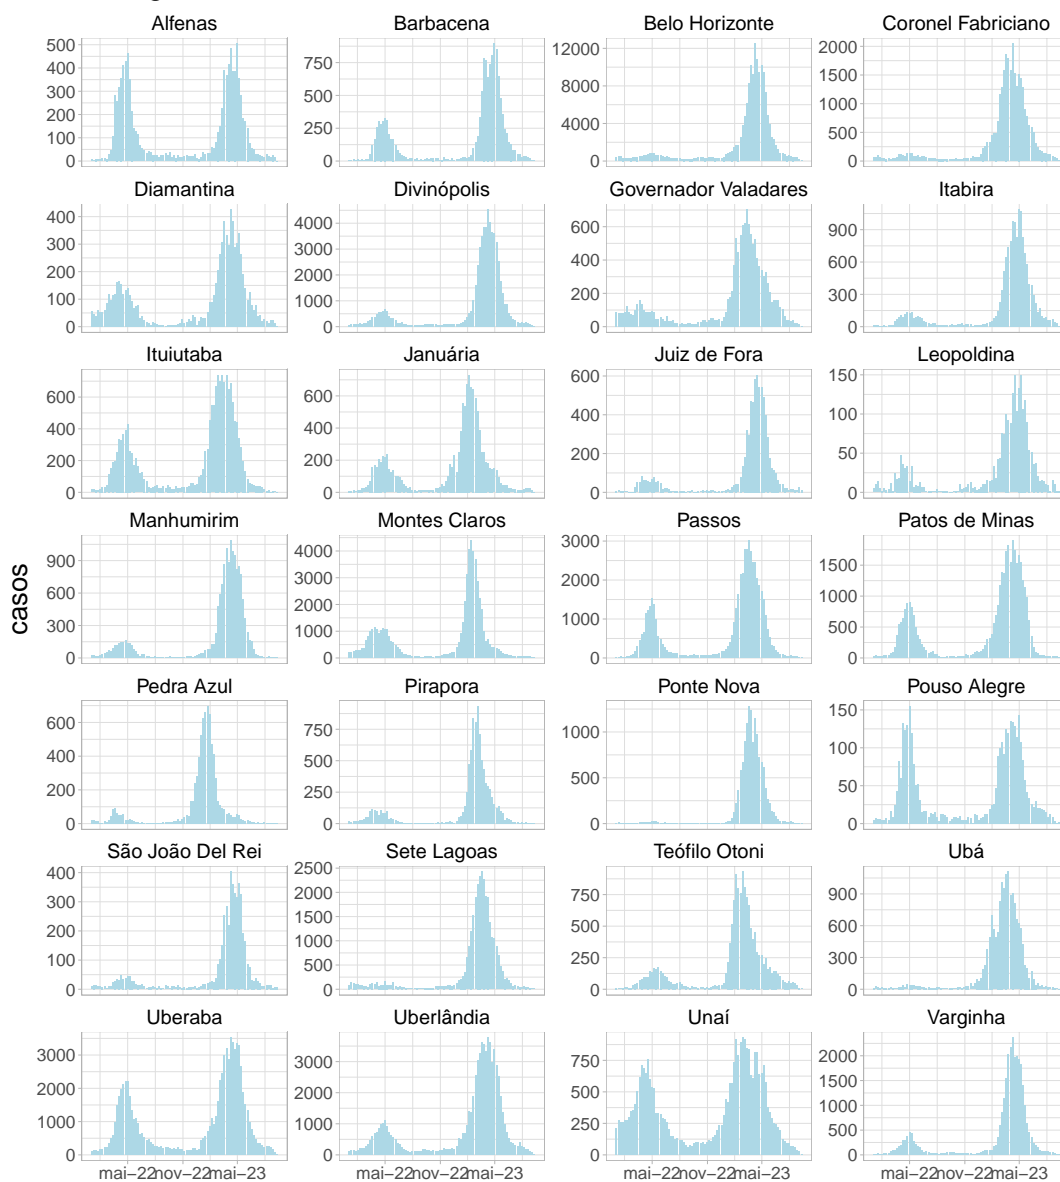 Alfenas Barbacena Belo Horizonte Coronel Fabriciano
500 400 300 200 100 0
750 500 250 0
12000 8000 4000 0
2000 1500 1000 500 0
Diamantina Divinópolis Governador Valadares Itabira
400 300 200 100 0
4000 3000 2000 1000 0
600 400 200 0
900 600 300 0
Ituiutaba Januária Juiz de Fora Leopoldina
600 400 200 0
600 400 200 0
600 400 200 0
150 100 50 0
casos
Manhumirim Montes Claros Passos Patos de Minas
900 600 300 0
4000 3000 2000 1000 0
3000 2000 1000 0
1500 1000 500 0
Pedra Azul Pirapora Ponte Nova Pouso Alegre
600 400 200 0
750 500 250 0
1000 500 0
150 100 50 0
São João Del Rei Sete Lagoas Teófilo Otoni Ubá
400 300 200 100 0
2500 2000 1500 1000 500 0
750 500 250 0
900 600 300 0
Uberaba Uberlândia Unaí Varginha
3000 2000 1000 0
3000 2000 1000 0
750 500 250 0
2000 1500 1000 500 0
mai−22 nov−22 mai−23 mai−22 nov−22 mai−23 mai−22 nov−22 mai−23 mai−22 nov−22 mai−23